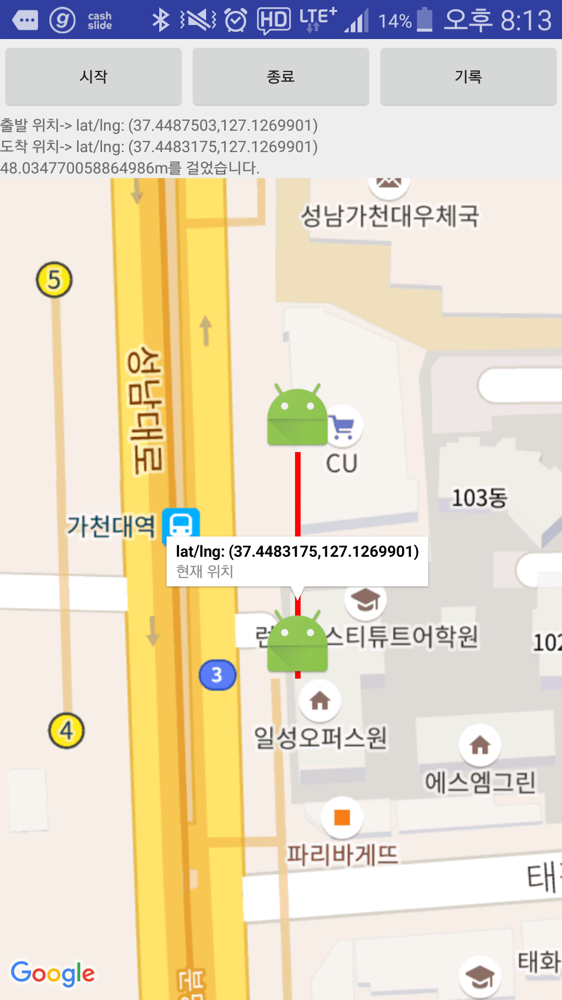 cash slide HD LTE+ 14% 오후 8:13
시작 종료 기록
출발 위치-> lat/lng: (37.4487503,127.1269901)
도착 위치-> lat/lng: (37.4483175,127.1269901)
48.034770058864986m를 걸었습니다.
성남가천대우체국
5
성남대로
CU
103동
가천대역
lat/lng: (37.4483175,127.1269901)
현재 위치
스티튜트어학원
102
3
일성오퍼스원
4
에스엠그린
파리바게뜨
태화
Google